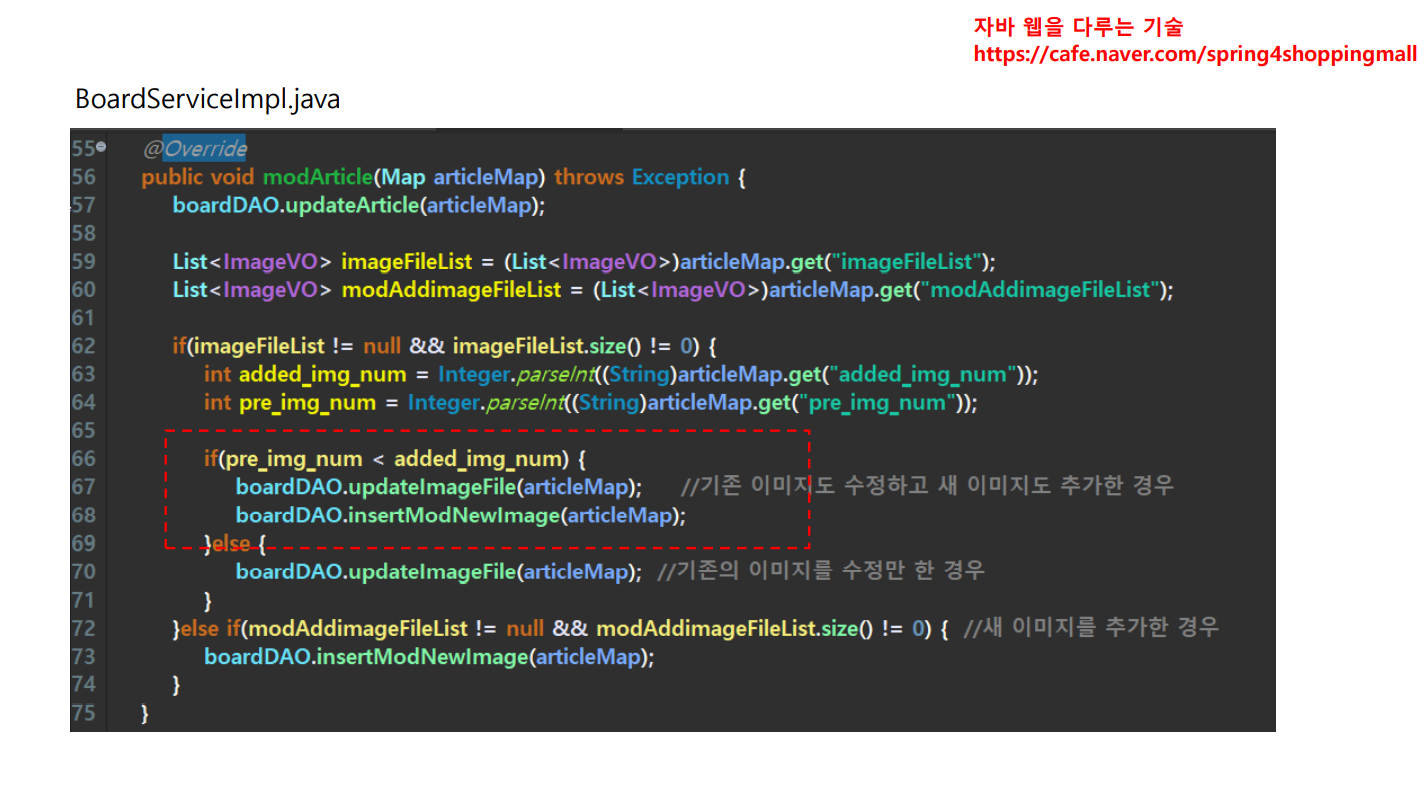 자바 웹을 다루는 기술
https://cafe.naver.com/spring4shoppingmall
BoardServiceImpl.java
55 @Override
56 public void modArticle(Map articleMap) throws Exception {
57 boardDAO.updateArticle(articleMap);
58
59 List<ImageVO> imageFileList = (List<ImageVO>)articleMap.get("imageFileList");
60 List<ImageVO> modAddimageFileList = (List<ImageVO>)articleMap.get("modAddimageFileList");
61
62 if(imageFileList != null && imageFileList.size() != 0) {
63 int added_img_num = Integer.parseInt((String)articleMap.get("added_img_num"));
64 int pre_img_num = Integer.parseInt((String)articleMap.get("pre_img_num"));
65
66 if(pre_img_num < added_img_num) {
67 boardDAO.updateImageFile(articleMap); //기존 이미지도 수정하고 새 이미지도 추가한 경우
68 boardDAO.insertModNewImage(articleMap);
69 }else {
70 boardDAO.updateImageFile(articleMap); //기존의 이미지를 수정만 한 경우
71 }
72 }else if(modAddimageFileList != null && modAddimageFileList.size() != 0) { //새 이미지를 추가한 경우
73 boardDAO.insertModNewImage(articleMap);
74 }
75 }